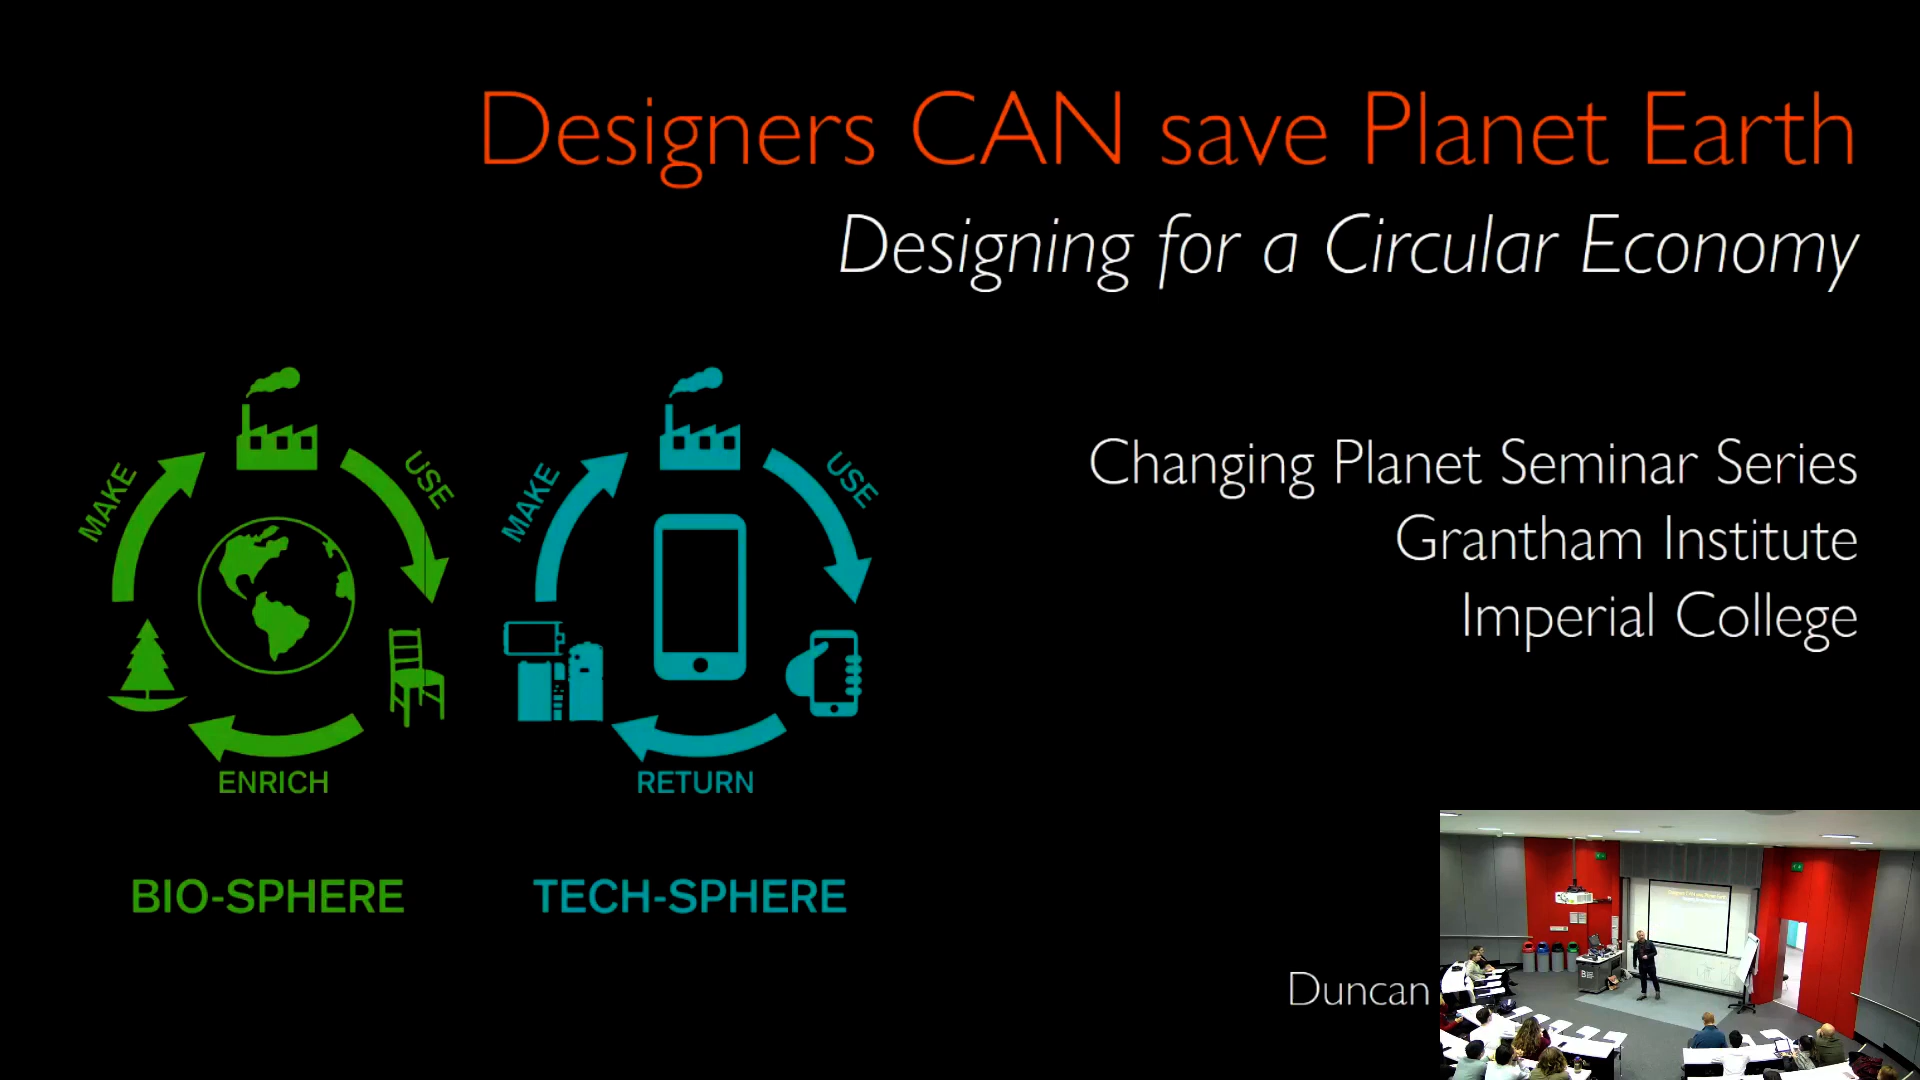 Designers CAN save Planet Earth
Designing for a Circular Economy
MAKE
USE
ENRICH
BIO-SPHERE
MAKE
USE
RETURN
TECH-SPHERE
Changing Planet Seminar Series
Grantham Institute
Imperial College
Duncan